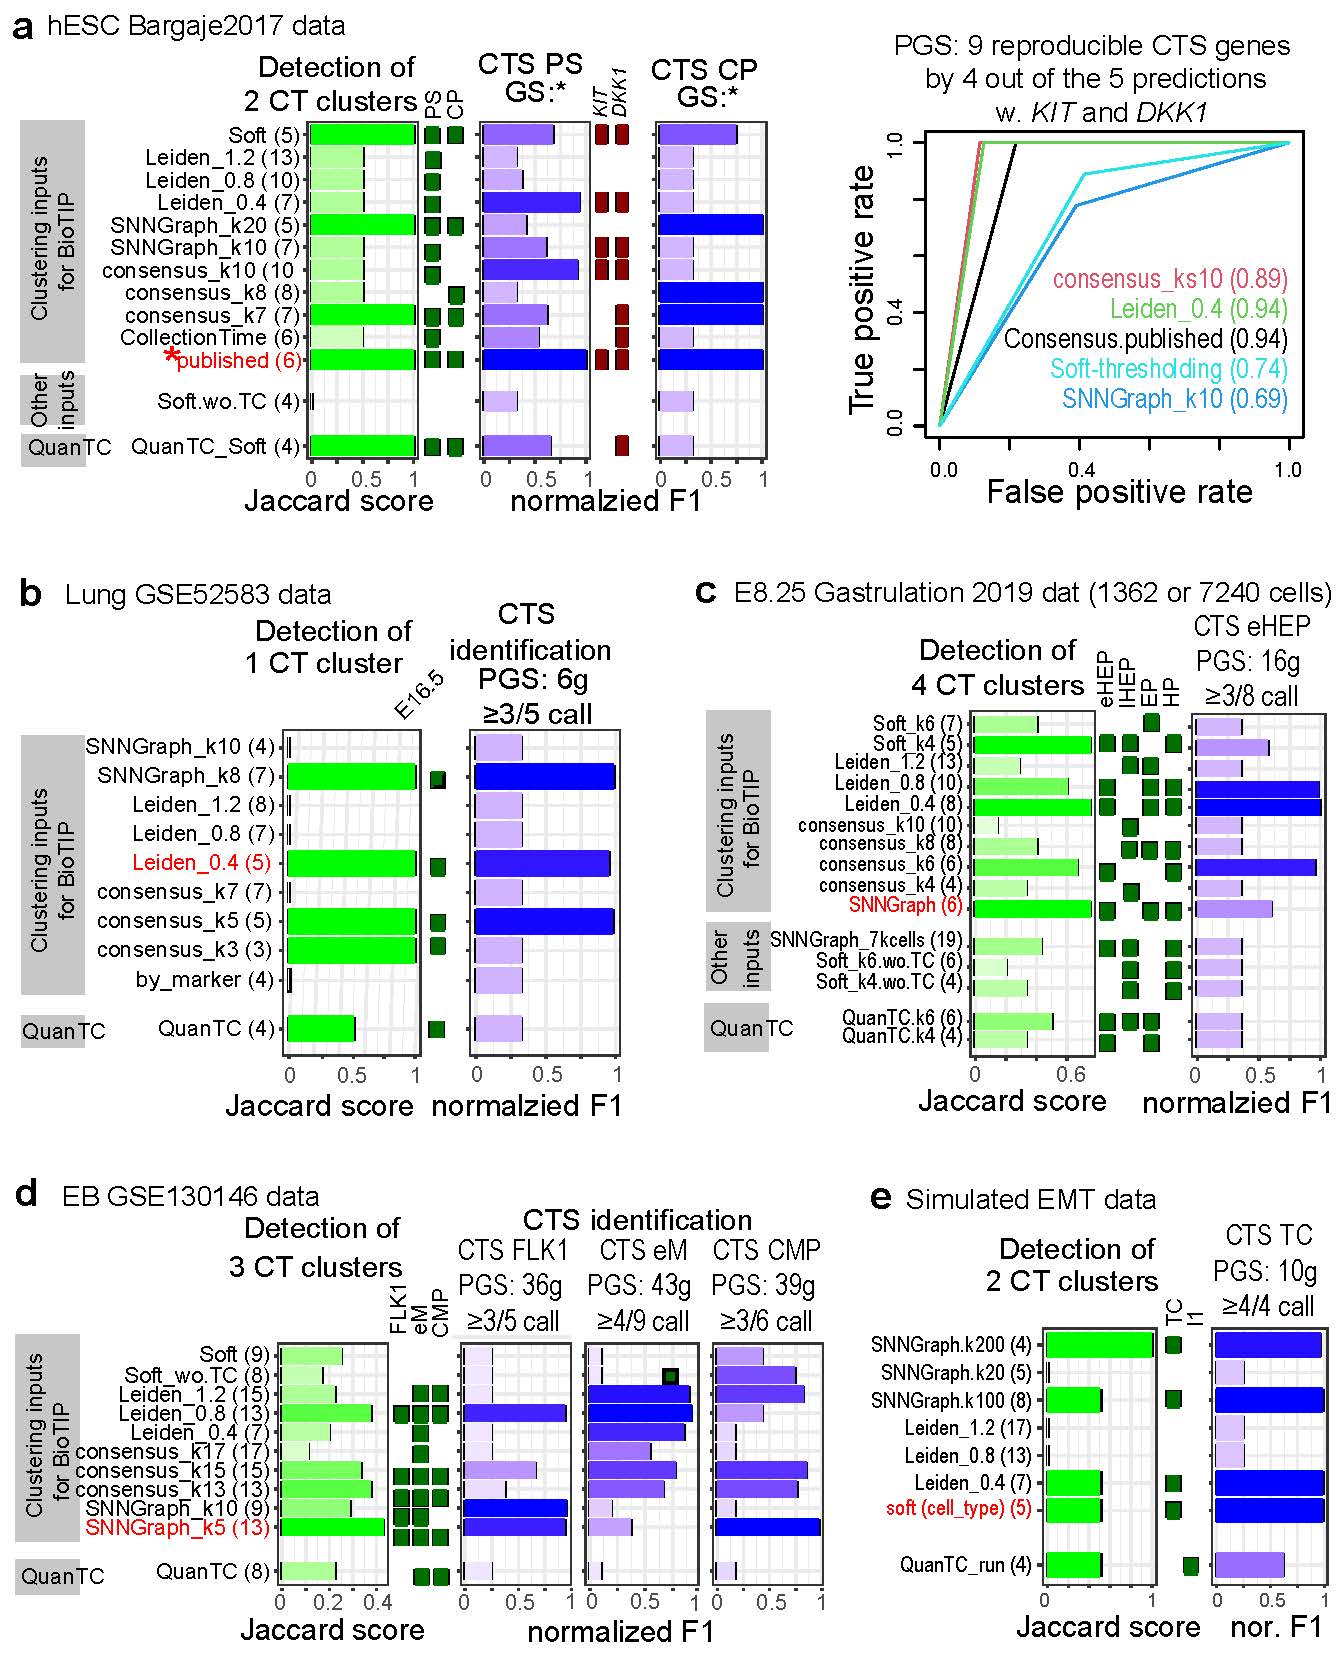 a hESC Bargaje2017 data
Detection of
2 CT clusters
PS
CP
CTS PS
GS:*
KIT
DKK1
CTS CP
GS:*
Clustering inputs
for BioTIP
Soft (5)
Leiden_1.2 (13)
Leiden_0.8 (10)
Leiden_0.4 (7)
SNNGraph_k20 (5)
SNNGraph_k10 (7)
consensus_k10 (10
consensus_k8 (8)
consensus_k7 (7)
CollectionTime (6)
*published (6)
Other
inputs
Soft.wo.TC (4)
QuanTC
QuanTC_Soft (4)
0 0.5 1
0 0.5 1
0 0.5 1
Jaccard score
normalzied F1
PGS: 9 reproducible CTS genes
by 4 out of the 5 predictions
w. KIT and DKK1
True positive rate
1.0
0.4
0.0
consensus_ks10 (0.89)
Leiden_0.4 (0.94)
Consensus.published (0.94)
Soft-thresholding (0.74)
SNNGraph_k10 (0.69)
0.0 0.4 1.0
False positive rate
b Lung GSE52583 data
Detection of
1 CT cluster
E16.5
CTS
identification
PGS: 6g
≥3/5 call
Clustering inputs
for BioTIP
SNNGraph_k10 (4)
SNNGraph_k8 (7)
Leiden_1.2 (8)
Leiden_0.8 (7)
Leiden_0.4 (5)
consensus_k7 (7)
consensus_k5 (5)
consensus_k3 (3)
by_marker (4)
QuanTC
QuanTC (4)
0 0.5 1
0 0.5 1
Jaccard score
normalzied F1
c E8.25 Gastrulation 2019 dat (1362 or 7240 cells)
Detection of
4 CT clusters
eHEP
lHEP
EP
HP
CTS eHEP
PGS: 16g
≥3/8 call
Clustering inputs
for BioTIP
Soft_k6 (7)
Soft_k4 (5)
Leiden_1.2 (13)
Leiden_0.8 (10)
Leiden_0.4 (8)
consensus_k10 (10)
consensus_k8 (8)
consensus_k6 (6)
consensus_k4 (4)
SNNGraph (6)
Other
inputs
SNNGraph_7kcells (19)
Soft_k6.wo.TC (6)
Soft_k4.wo.TC (4)
QuanTC
QuanTC.k6 (6)
QuanTC.k4 (4)
0 0.6
0 0.5 1
Jaccard score
normalzied F1
d EB GSE130146 data
Detection of
3 CT clusters
FLK1
eM
CMP
CTS identification
CTS FLK1
PGS: 36g
≥3/5 call
CTS eM
PGS: 43g
≥4/9 call
CTS CMP
PGS: 39g
≥3/6 call
Clustering inputs
for BioTIP
Soft (9)
Soft_wo.TC (8)
Leiden_1.2 (15)
Leiden_0.8 (13)
Leiden_0.4 (7)
consensus_k17 (17)
consensus_k15 (15)
consensus_k13 (13)
SNNGraph_k10 (9)
SNNGraph_k5 (13)
QuanTC
QuanTC (8)
0 0.2 0.4
0 0.5 1
0 0.5 1
0 0.5 1
Jaccard score
normalized F1
e Simulated EMT data
Detection of
2 CT clusters
TC
I1
CTS TC
PGS: 10g
≥4/4 call
SNNGraph.k200 (4)
SNNGraph.k20 (5)
SNNGraph.k100 (8)
Leiden_1.2 (17)
Leiden_0.8 (13)
Leiden_0.4 (7)
soft (cell_type) (5)
QuanTC_run (4)
0 1
0 0.5 1
Jaccard score
nor. F1